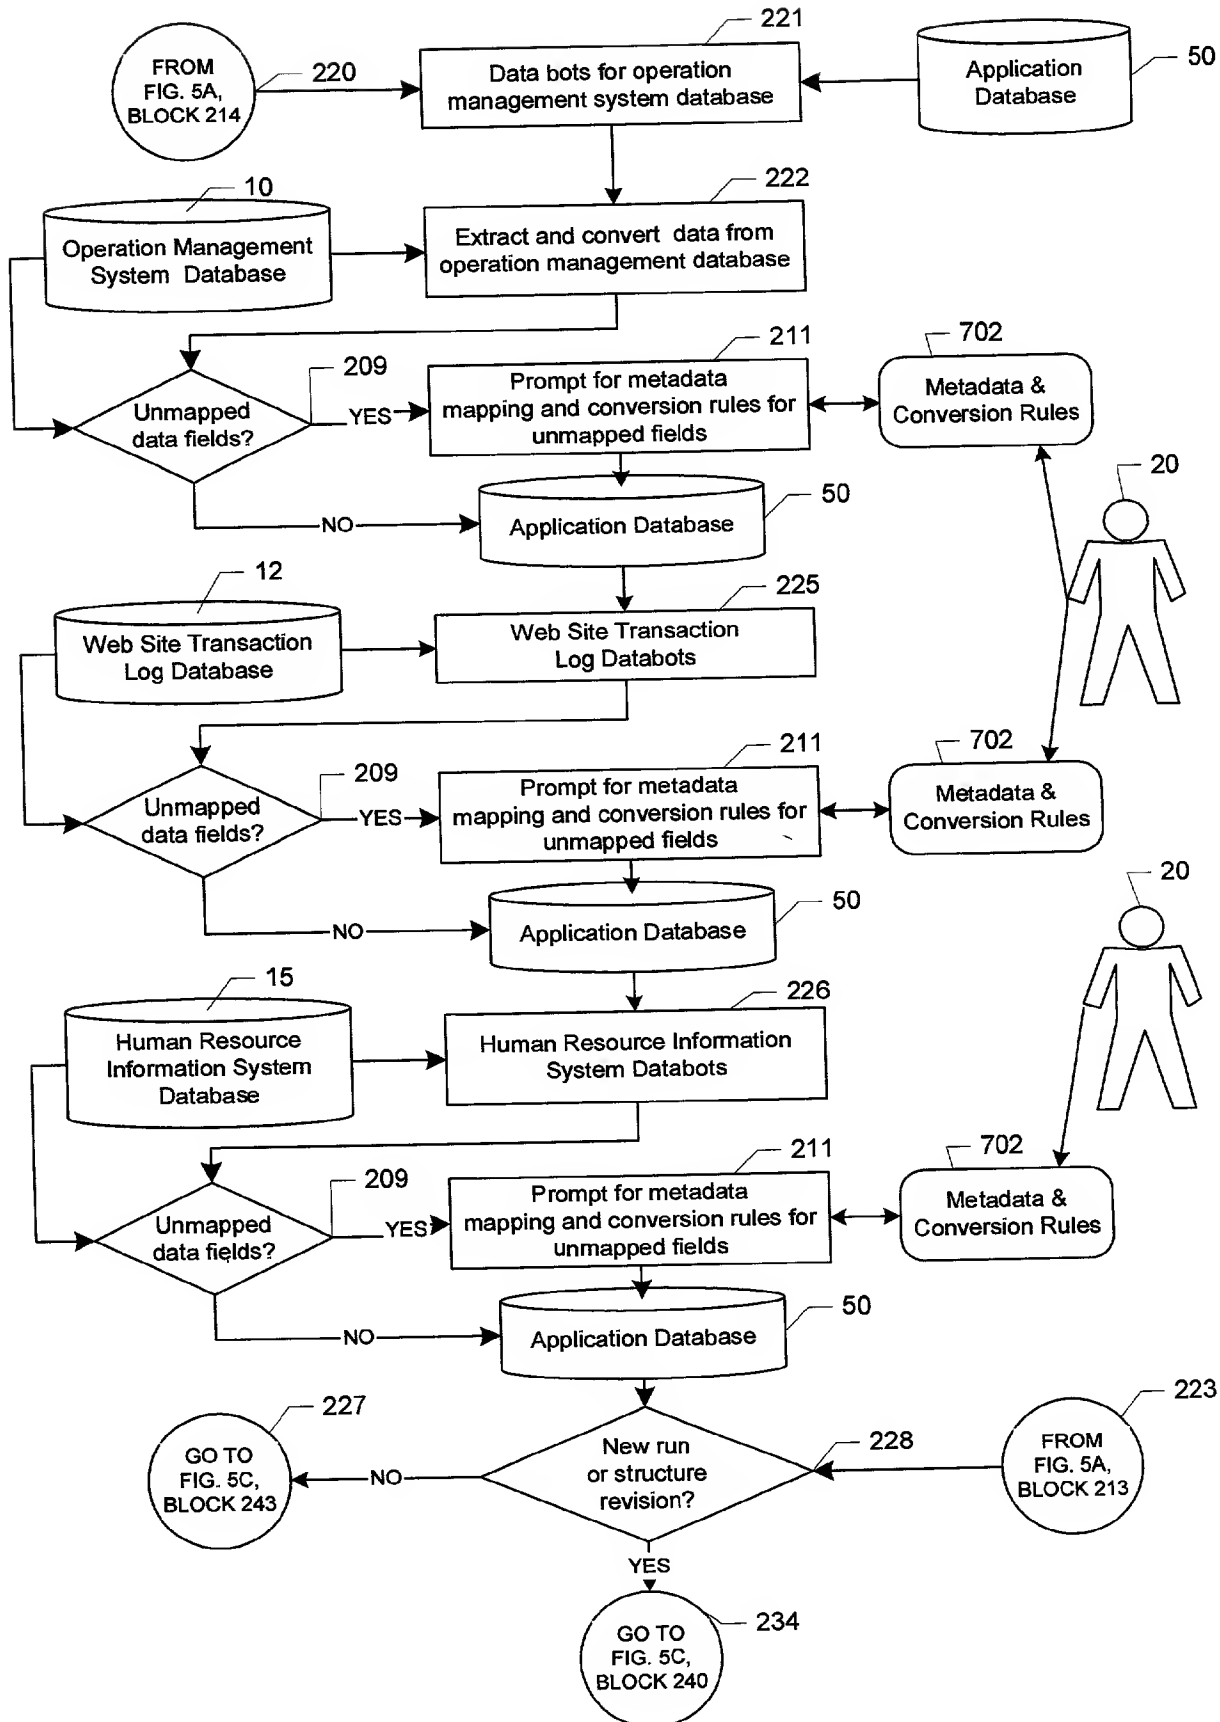 221
FROM
FIG. 5A,
BLOCK 214
220
Data bots for operation
management system database
Application
Database
50
10
222
Operation Management
System Database
Extract and convert data from
operation management database
209
211
702
Unmapped
data fields?
YES
Prompt for metadata
mapping and conversion rules for
unmapped fields
Metadata &
Conversion Rules
20
NO
Application Database
50
12
225
Web Site Transaction
Log Database
Web Site Transaction
Log Databots
209
211
702
Unmapped
data fields?
YES
Prompt for metadata
mapping and conversion rules for
unmapped fields
Metadata &
Conversion Rules
20
NO
Application Database
50
15
226
Human Resource
Information System
Database
Human Resource Information
System Databots
209
211
702
Unmapped
data fields?
YES
Prompt for metadata
mapping and conversion rules for
unmapped fields
Metadata &
Conversion Rules
NO
Application Database
50
227
223
GO TO
FIG. 5C,
BLOCK 243
NO
New run
or structure
revision?
228
FROM
FIG. 5A,
BLOCK 213
YES
234
GO TO
FIG. 5C,
BLOCK 240